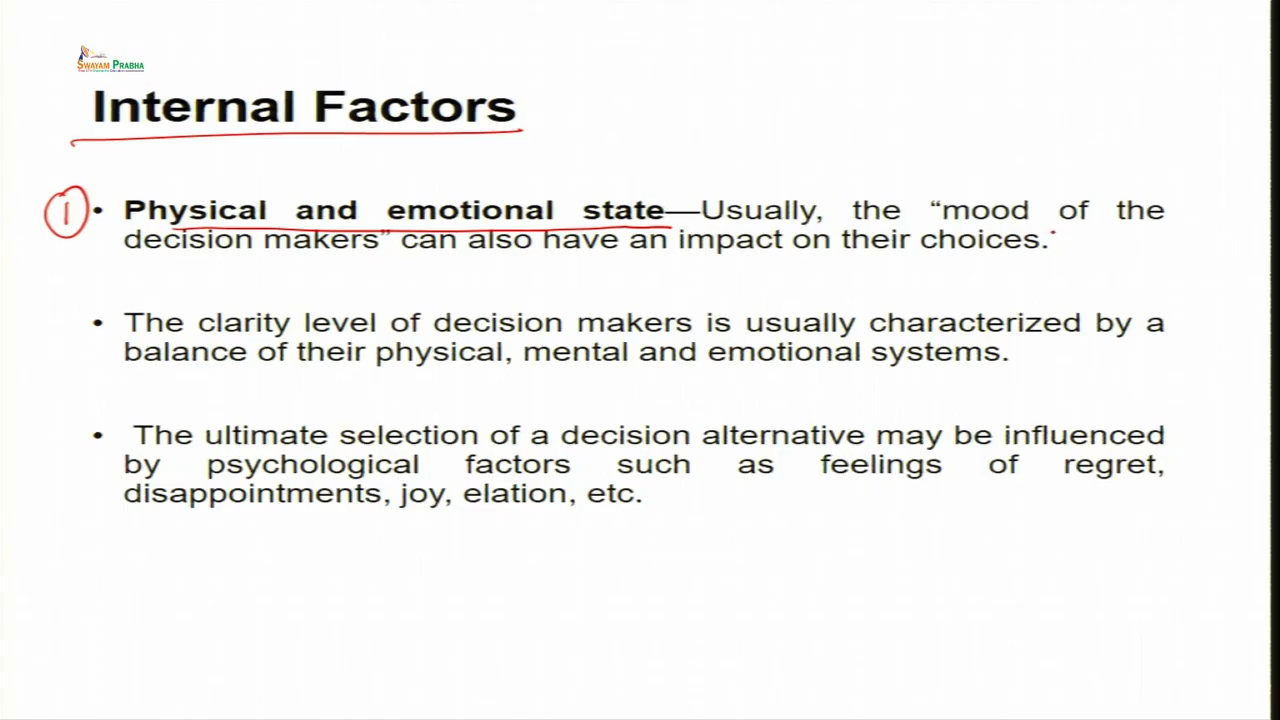 SWAYAM PRABHA
Internal Factors
1
• Physical and emotional state—Usually, the “mood of the
decision makers” can also have an impact on their choices.
• The clarity level of decision makers is usually characterized by a
balance of their physical, mental and emotional systems.
• The ultimate selection of a decision alternative may be influenced
by psychological factors such as feelings of regret,
disappointments, joy, elation, etc.